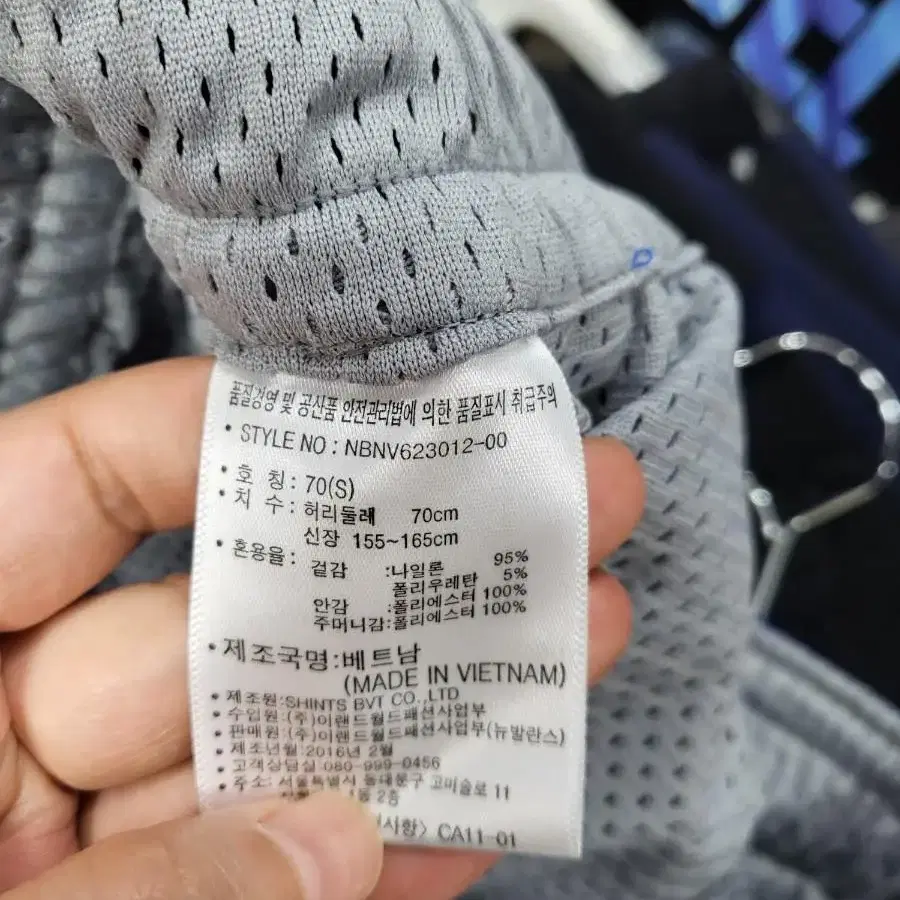 품질경영 및 공산품 안전관리법에 의한 품질표시 취급주의
• STYLE NO : NBNV623012-00
• 호 칭 : 70(S)
• 치 수 : 허리둘레 70cm
신장 155~165cm
• 혼용율 : 겉감 :나일론 95%
폴리우레탄 5%
안감 :폴리에스터 100%
주머니감:폴리에스터 100%
• 제조국명:베트남
(MADE IN VIETNAM)
• 제조원:SHINTS BVT CO.,LTD
• 수입원:(주)이랜드월드패션사업부
• 판매원:(주)이랜드월드패션사업부(뉴발란스)
• 제조년월:2016년 2월
• 고객상담실 080-999-0456
• 주소: 서울특별시 동대문구 고미술로 11
2층
사항> CA11-01